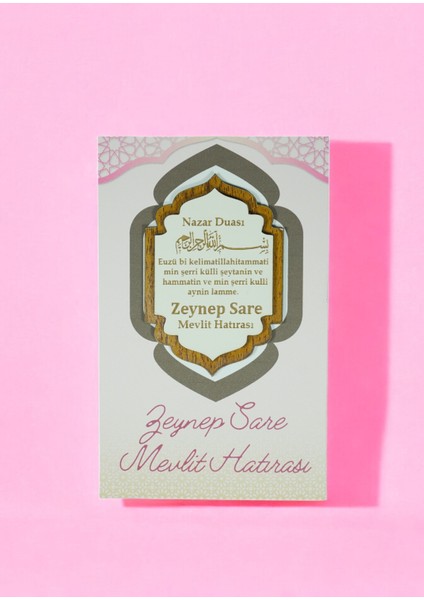 Nazar Duası
بسم الله الرحمن الرحيم
Euzü bi kelimatillahitammati
min şerri külli şeytanin ve
hammatin ve min şerri kulli
aynin lamme.
Zeynep Sare
Mevlit Hatırası
Zeynep Sare
Mevlit Hatırası